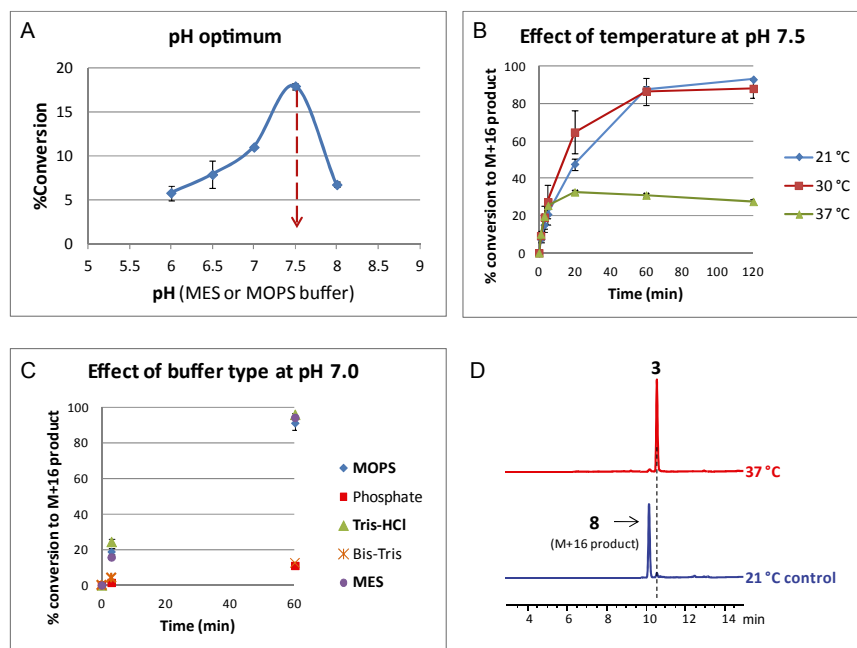 A
pH optimum
%Conversion
20
15
10
5
0
5 5.5 6 6.5 7 7.5 8 8.5 9
pH (MES or MOPS buffer)
B
Effect of temperature at pH 7.5
% conversion to M+16 product
100
80
60
40
20
0
0 20 40 60 80 100 120
Time (min)
21 °C
30 °C
37 °C
C
Effect of buffer type at pH 7.0
% conversion to M+16 product
100
80
60
40
20
0
0 20 40 60
Time (min)
MOPS
Phosphate
Tris-HCl
Bis-Tris
MES
D
3
37 °C
8
(M+16 product)
21 °C control
4 6 8 10 12 14 min